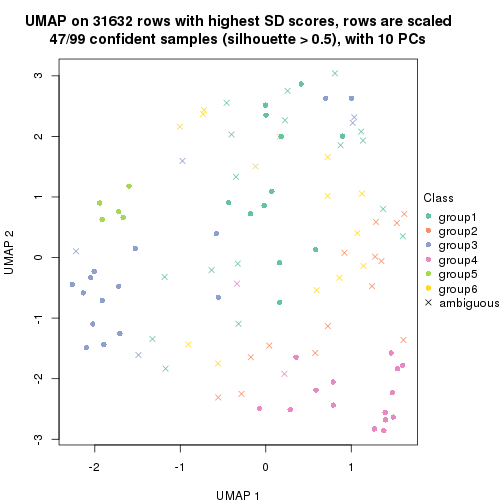 UMAP on 31632 rows with highest SD scores, rows are scaled
47/99 confident samples (silhouette > 0.5), with 10 PCs
3
2
1
0
-1
-2
-3
UMAP 2
-2 -1 0 1
UMAP 1
Class
group1
group2
group3
group4
group5
group6
ambiguous